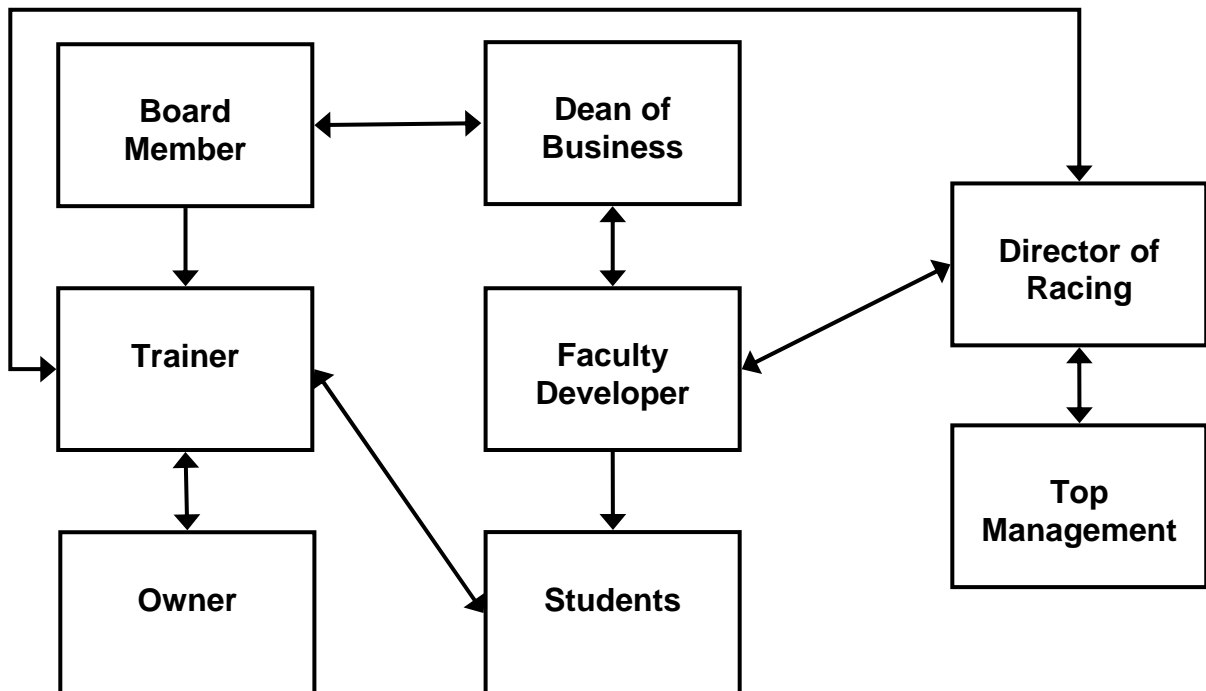 Board
Member
Dean of
Business
Director of
Racing
Trainer
Faculty
Developer
Top
Management
Owner
Students